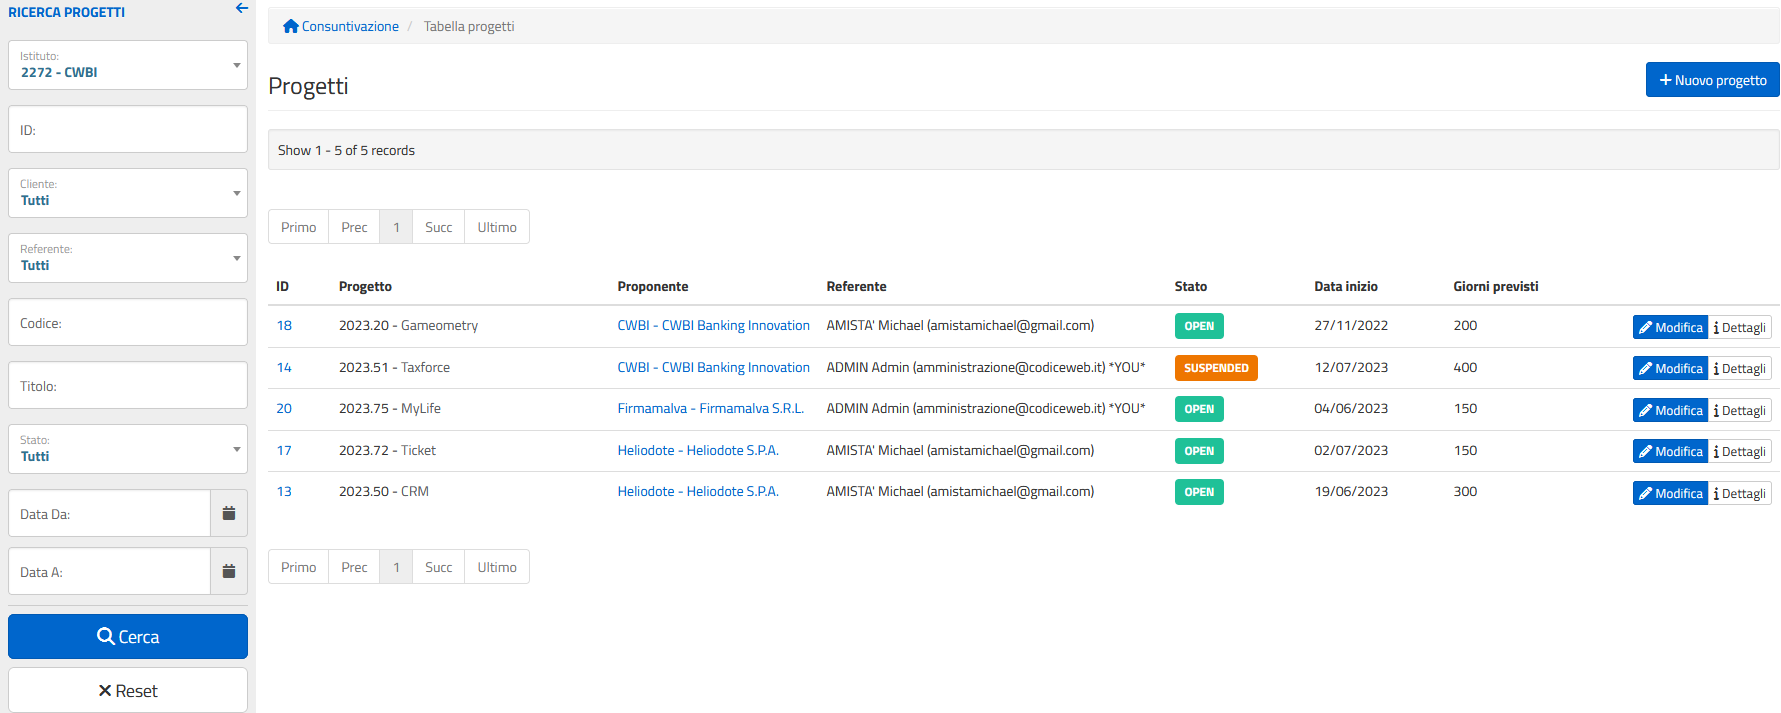 RICERCA PROGETTI
Istituto:
2272 - CWBI
ID:
Cliente:
Tutti
Referente:
Tutti
Codice:
Titolo:
Stato:
Tutti
Data Da:
Data A:
Cerca
Reset
Consuntivazione / Tabella progetti
Progetti
Nuovo progetto
Show 1 - 5 of 5 records
Primo Prec 1 Succ Ultimo
ID Progetto Proponente Referente Stato Data inizio Giorni previsti
18 2023.20 - Gameometry CWBI - CWBI Banking Innovation AMISTA' Michael (amistamichael@gmail.com) OPEN 27/11/2022 200 Modifica Dettagli
14 2023.51 - Taxforce CWBI - CWBI Banking Innovation ADMIN Admin (amministrazione@codiceweb.it) *YOU* SUSPENDED 12/07/2023 400 Modifica Dettagli
20 2023.75 - MyLife Firmamalva - Firmamalva S.R.L. ADMIN Admin (amministrazione@codiceweb.it) *YOU* OPEN 04/06/2023 150 Modifica Dettagli
17 2023.72 - Ticket Heliodote - Heliodote S.P.A. AMISTA' Michael (amistamichael@gmail.com) OPEN 02/07/2023 150 Modifica Dettagli
13 2023.50 - CRM Heliodote - Heliodote S.P.A. AMISTA' Michael (amistamichael@gmail.com) OPEN 19/06/2023 300 Modifica Dettagli
Primo Prec 1 Succ Ultimo